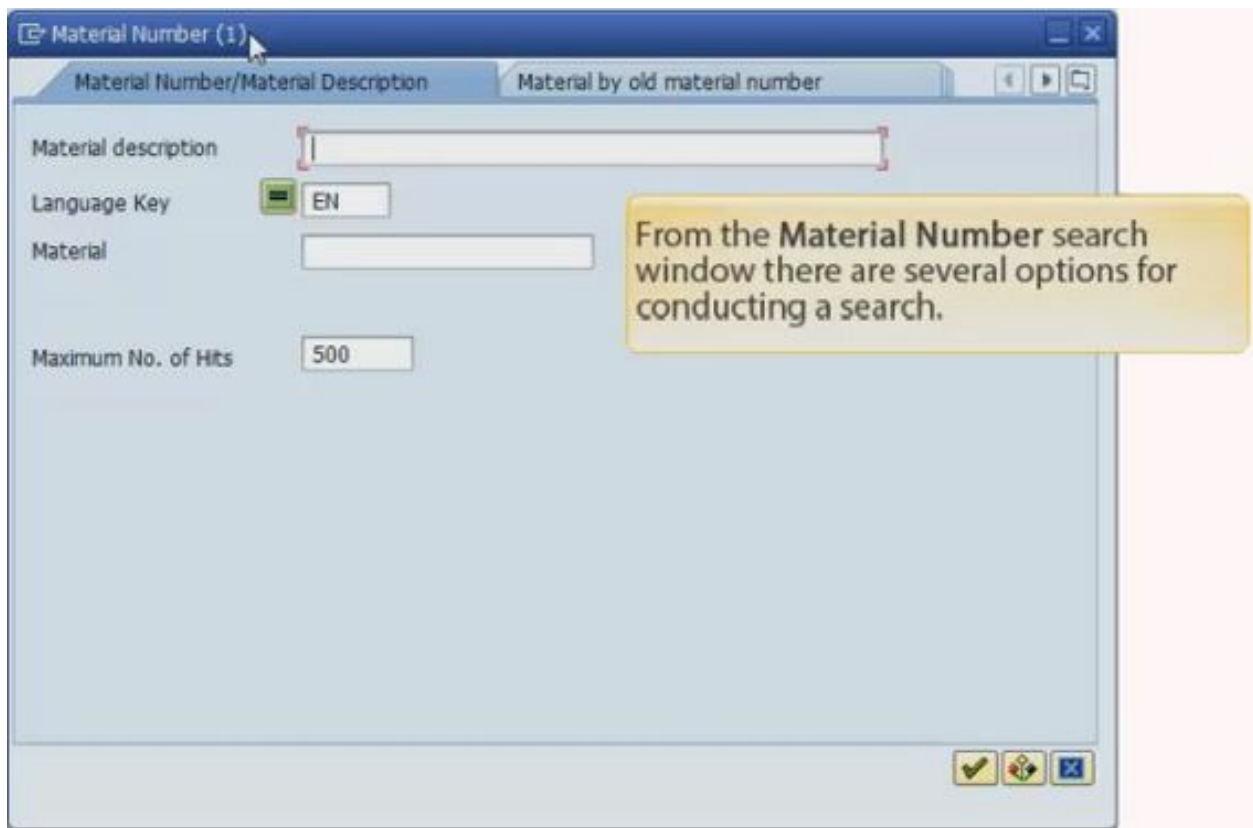 Material Number (1)
Material Number/Material Description
Material by old material number
Material description
Language Key
EN
Material
From the Material Number search
window there are several options for
conducting a search.
Maximum No. of Hits
500